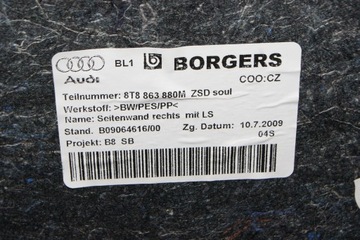 BL1 b BORGERS
Audi COO:CZ
Teilnummer: 8T8 863 880M ZSD soul
Werkstoff: >BW/PES/PP<
Name: Seitenwand rechts mit LS
Stand. B09064616/00 Zg. Datum: 10.7.2009
Projekt: B8 SB 04S